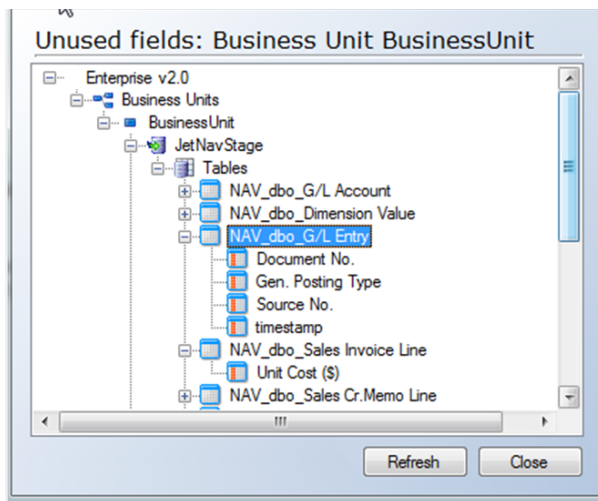 Unused fields: Business Unit BusinessUnit
Enterprise v2.0
Business Units
BusinessUnit
JetNavStage
Tables
NAV_dbo_G/L Account
NAV_dbo_Dimension Value
NAV_dbo_G/L Entry
Document No.
Gen. Posting Type
Source No.
timestamp
NAV_dbo_Sales Invoice Line
Unit Cost ($)
NAV_dbo_Sales Cr.Memo Line
Refresh Close